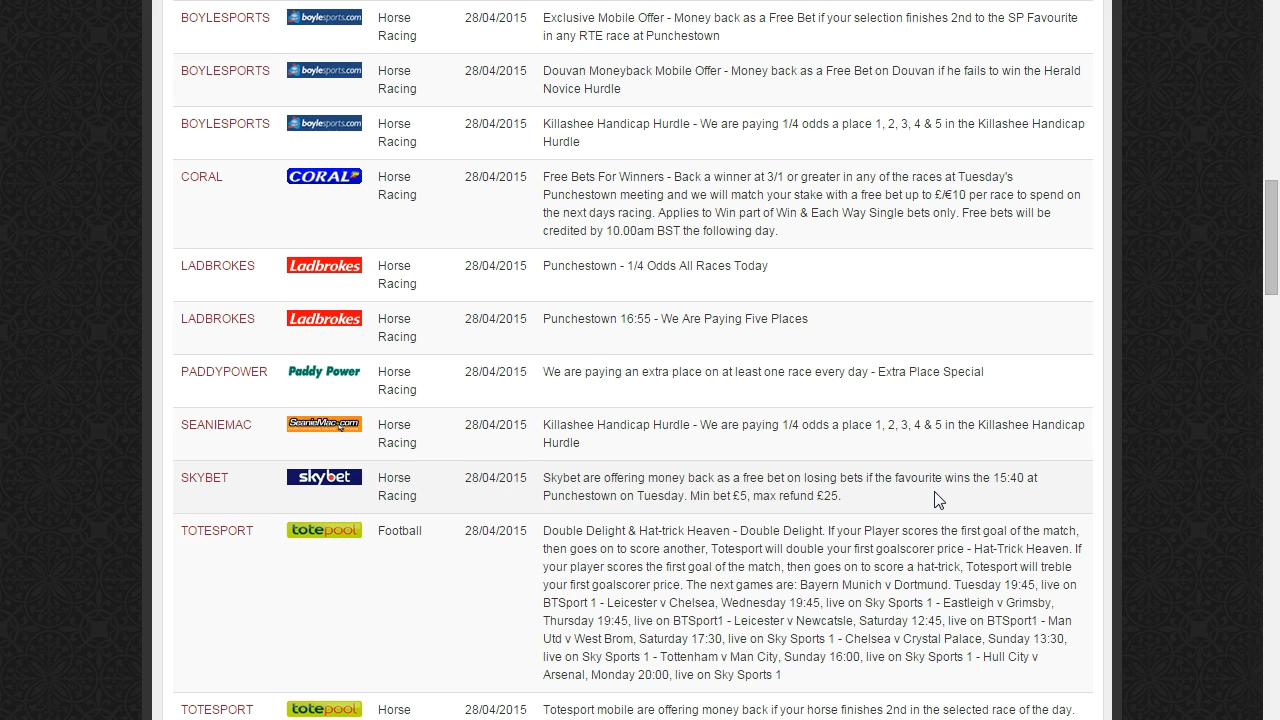 BOYLESPORTS boylesports.com Horse 28/04/2015 Extended Insurance Offer - Money Back as a Free Bet if your selection finishes 2nd to the SP favourite
Racing in any RTE race at Punchestown
BOYLESPORTS boylesports.com Horse 28/04/2015 Douvan Moneyback Mobile Offer - Money Back as a Free Bet on Douvan if he fails to win the Herald
Racing Novice Hurdle
BOYLESPORTS boylesports.com Horse 28/04/2015 Killashee Handicap Hurdle - We are paying 1/4 odds a place 1, 2, 3, 4 & 5 in the Killashee Handicap
Racing Hurdle
CORAL CORAL Horse 28/04/2015 Free Bets For Winners - Back a winner at 3/1 or greater in any of the races at Tuesday's
Racing Punchestown meeting and we will match your stake with a free bet up to £/€10 per race to spend on
the next days racing. Applies to Win part of Win & Each Way Single bets only. Free bets will be
credited by 10.00am BST the following day.
LADBROKES Ladbrokes Horse 28/04/2015 Punchestown - 1/4 Odds All Races Today
Racing
LADBROKES Ladbrokes Horse 28/04/2015 Punchestown 16:55 - We Are Paying 5 Plaes
Racing
PADDYPOWER Paddy Power Horse 28/04/2015 We are paying an extra place on a selected race every day - Extra Place Special
Racing
SEANIEMAC SeanieMac.com Horse 28/04/2015 Killashee Handicap Hurdle - We are paying 1/4 odds a place 1, 2, 3, 4 & 5 in the Killashee Handicap
Racing Hurdle
SKYBET skybet Horse 28/04/2015 Skybet are offering money back as a free bet on losing bets if the favourite wins the 15:40 at
Racing Punchestown on Tuesday. Min bet £5, max refund £25.
TOTESPORT totepool Football 28/04/2015 Double Delight & Hat-trick Heaven - Double Delight. If your Player scores the first goal of the match,
then goes on to score another, Totesport will double your first goalscorer price - Hat-Trick Heaven. If
your player scores the first goal of the match, then goes on to score a hat-trick, Totesport will treble
your first goalscorer price. The next games are: Bayern Munich v Dortmund, Tuesday 19:45, live on
BTSport 1 - Leicester v Chelsea, Wednesday 19:45, live on Sky Sports 1 - Eastleigh v Grimsby,
Thursday 19:45, live on BTSport1 - Leicester v Newcatsie, Saturday 12:45, live on BTSport1 - Man
Utd v West Brom, Saturday 17:30, live on Sky Sports 1 - Chelsea v Crystal Palace, Sunday 13:30,
live on Sky Sports 1 - Tottenham v Man City, Sunday 16:00, live on Sky Sports 1 - Hull City v
Arsenal, Monday 20:00, live on Sky Sports 1
TOTESPORT totepool Horse 28/04/2015 Totesport are also offering money back if your horse comes 2nd in the selected race every day.